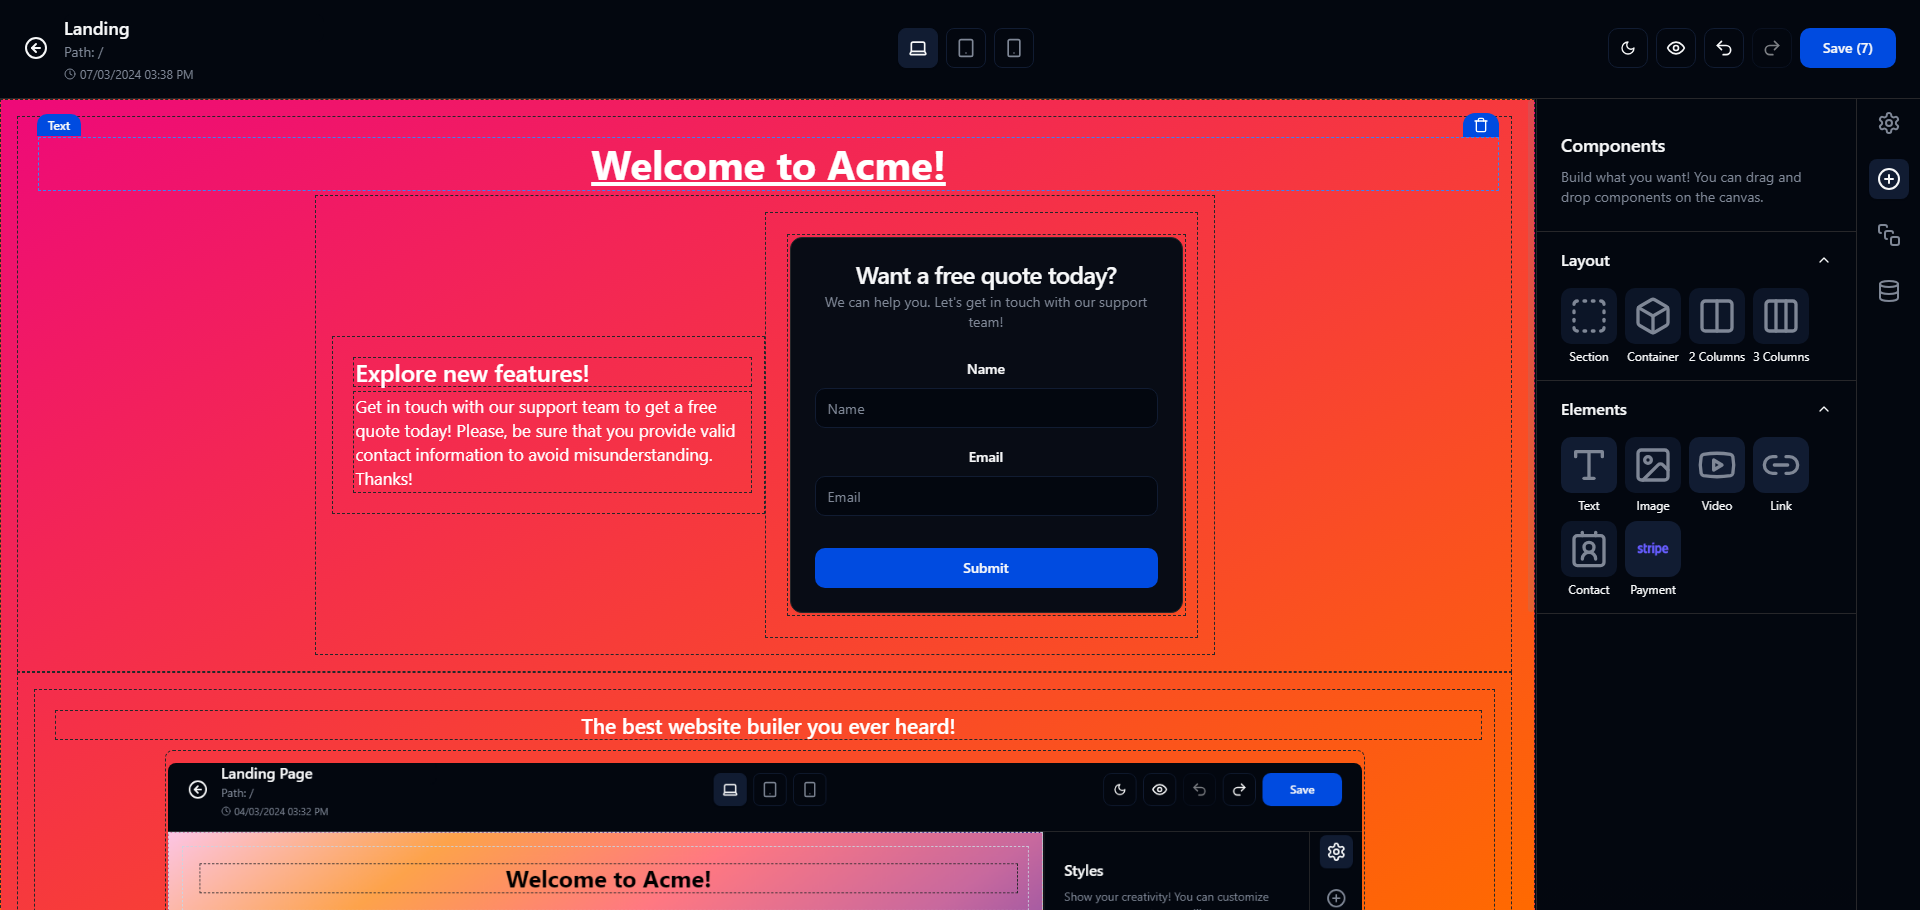 Landing
Path: /
07/03/2024 03:38 PM
Save (7)
Text
Welcome to Acme!
Explore new features!
Get in touch with our support team to get a free
quote today! Please, be sure that you provide valid
contact information to avoid misunderstanding.
Thanks!
Want a free quote today?
We can help you. Let's get in touch with our support
team!
Name
Name
Email
Email
Submit
The best website builer you ever heard!
Landing Page
Path: /
04/03/2024 03:32 PM
Save
Welcome to Acme!
Styles
Show your creativity! You can customize
Components
Build what you want! You can drag and
drop components on the canvas.
Layout
Section
Container
2 Columns
3 Columns
Elements
Text
Image
Video
Link
Contact
stripe
Payment